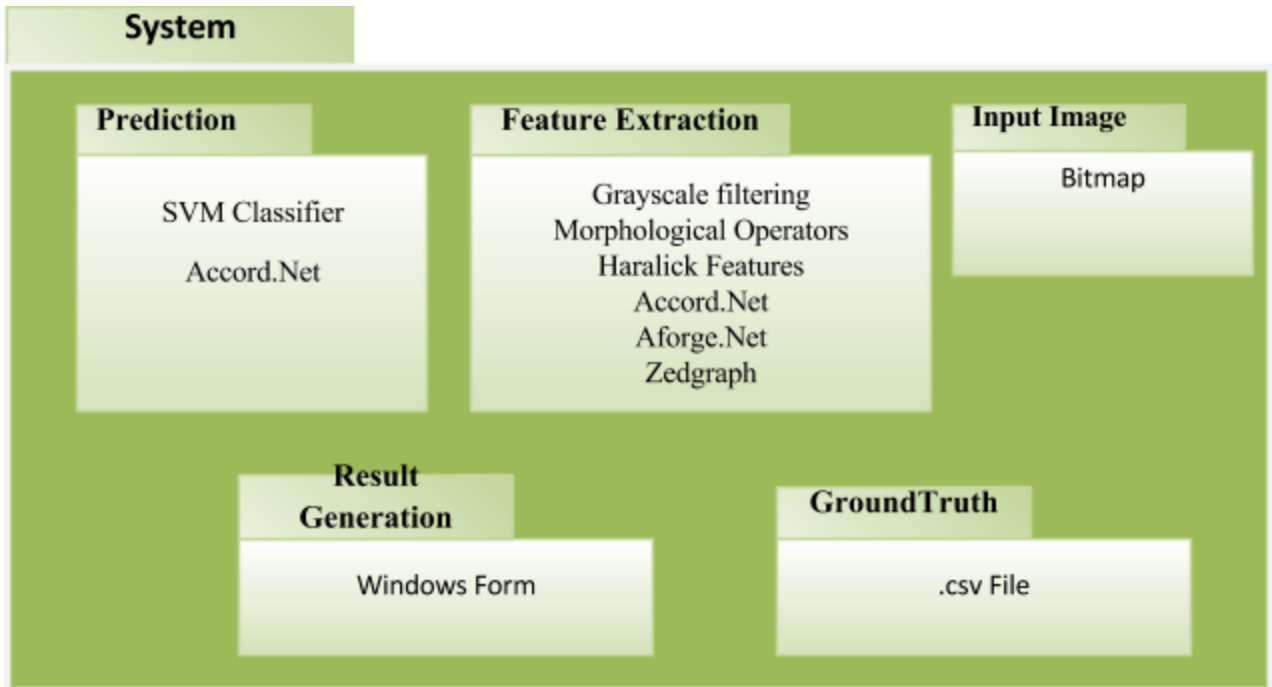 System
Prediction
SVM Classifier
Accord.Net
Feature Extraction
Grayscale filtering
Morphological Operators
Haralick Features
Accord.Net
Aforge.Net
Zedgraph
Input Image
Bitmap
Result
Generation
Windows Form
GroundTruth
.csv File